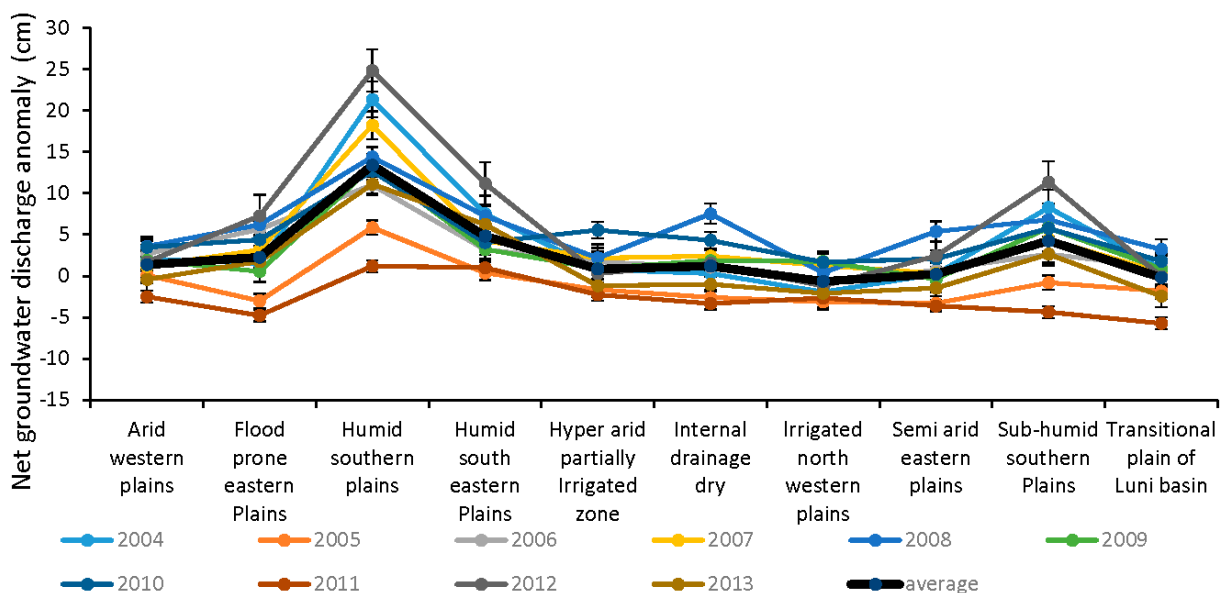 Net groundwater discharge anomaly (cm)
30
25
20
15
10
5
0
-5
-10
-15
Arid
western
plains
Flood
prone
eastern
Plains
Humid
southern
plains
Humid
south
eastern
Plains
Hyper arid
partially
Irrigated
zone
Internal
drainage
dry
Irrigated
north
western
plains
Semi arid
eastern
plains
Sub-humid
southern
Plains
Transitional
plain of
Luni basin
2004
2005
2006
2007
2008
2009
2010
2011
2012
2013
average